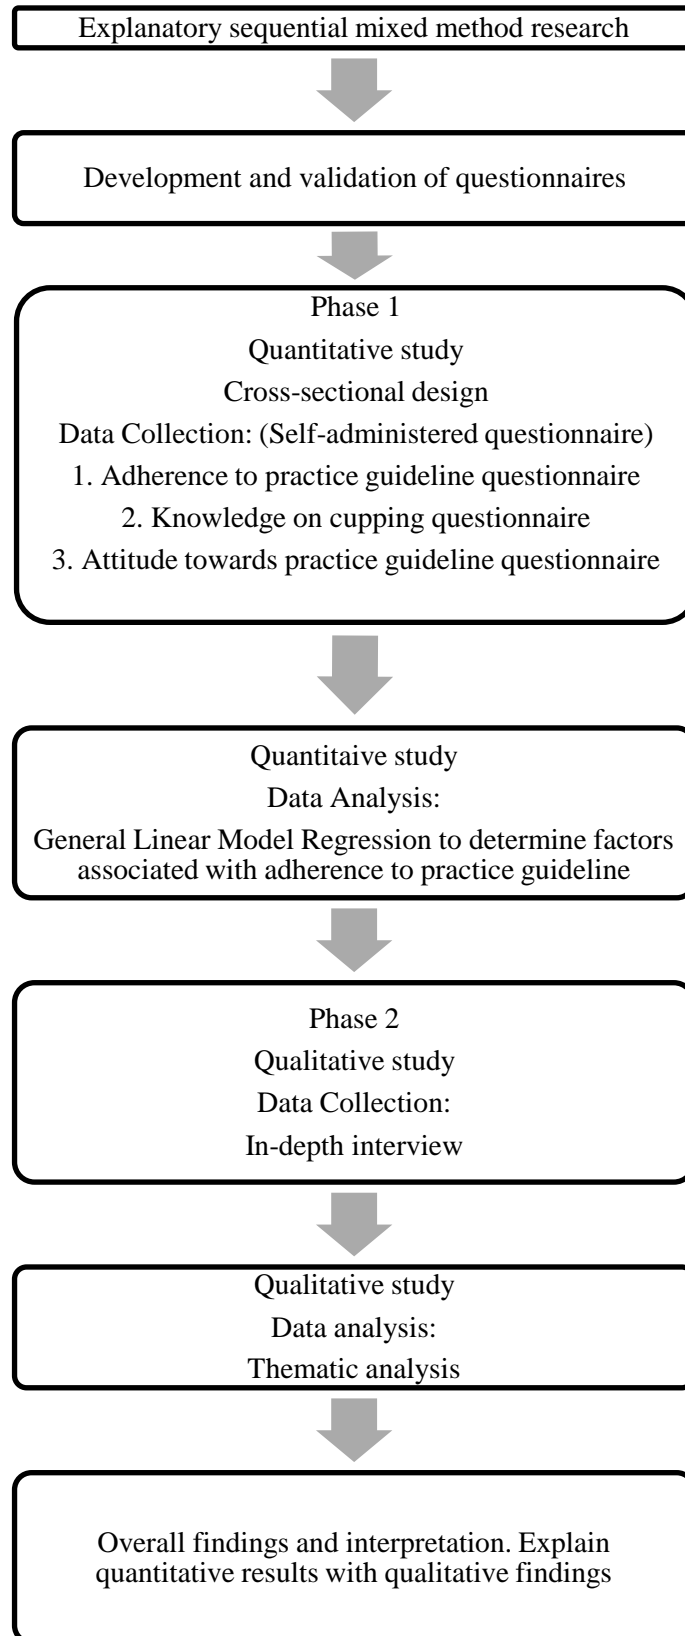 Explanatory sequential mixed method research
Development and validation of questionnaires
Phase 1
Quantitative study
Cross-sectional design
Data Collection: (Self-administered questionnaire)
1. Adherence to practice guideline questionnaire
2. Knowledge on cupping questionnaire
3. Attitude towards practice guideline questionnaire
Quantitaive study
Data Analysis:
General Linear Model Regression to determine factors
associated with adherence to practice guideline
Phase 2
Qualitative study
Data Collection:
In-depth interview
Qualitative study
Data analysis:
Thematic analysis
Overall findings and interpretation. Explain
quantitative results with qualitative findings